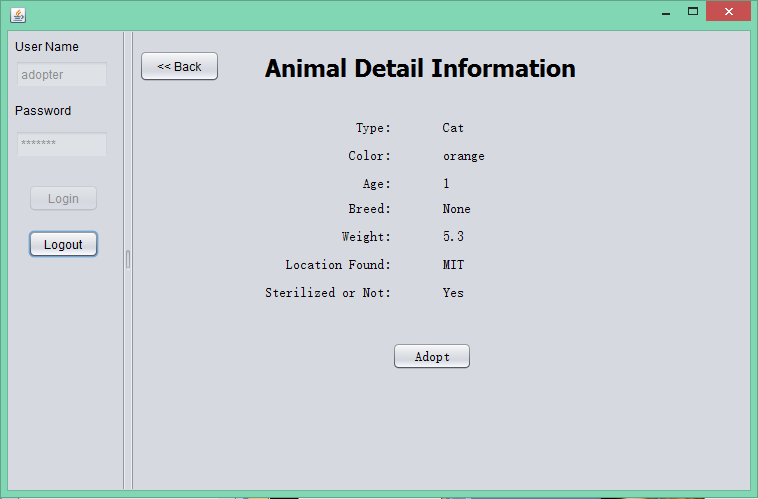 User Name
adopter
Password
*******
Login
Logout
<< Back
Animal Detail Information
Type: Cat
Color: orange
Age: 1
Breed: None
Weight: 5.3
Location Found: MIT
Sterilized or Not: Yes
Adopt